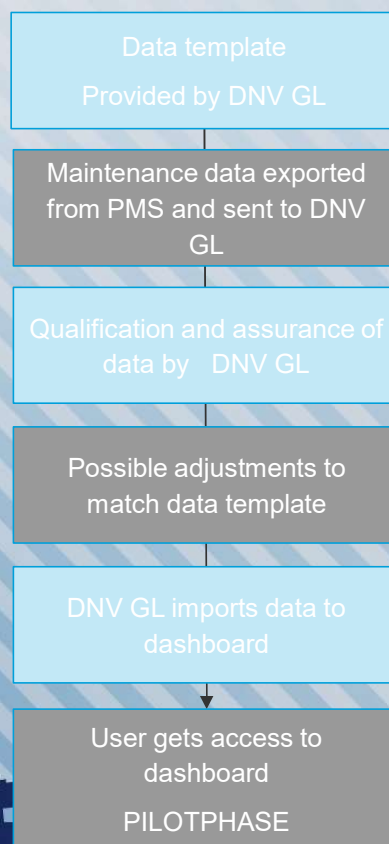 Data template
Provided by DNV GL
Maintenance data exported
from PMS and sent to DNV
GL
Qualification and assurance of
data by DNV GL
Possible adjustments to
match data template
DNV GL imports data to
dashboard
User gets access to
dashboard
PILOTPHASE